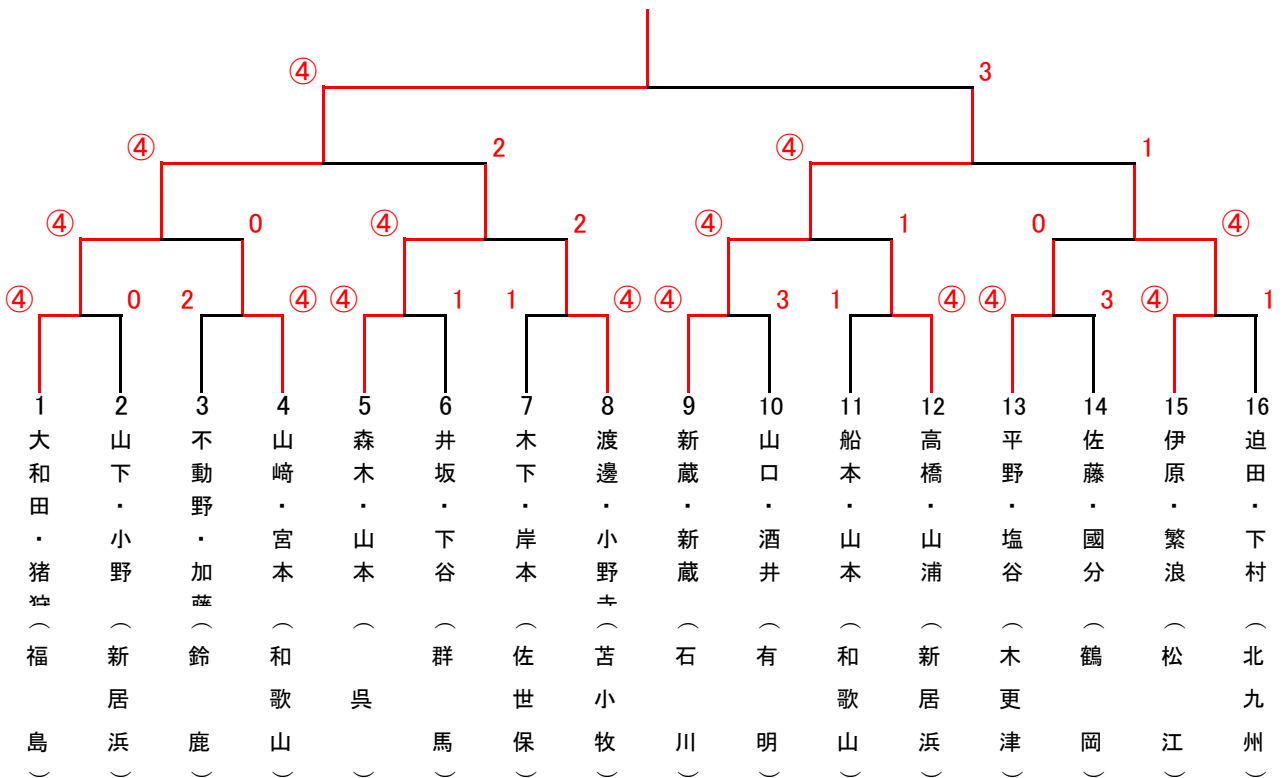 ④ 3
④ 2 ④ 1
④ 0 ④ 2 ④ 1 0 ④
④ 0 2 ④ ④ 1 1 ④ ④ 3 1 ④ ④ 3 ④ 1
1 2 3 4 5 6 7 8 9 10 11 12 13 14 15 16
大和田・猪狩（福島）
山下・小野（新居浜）
不動野・加藤（鈴鹿）
山﨑・宮本（和歌山）
森木・山本（呉）
井坂・下谷（群馬）
木下・岸本（佐世保）
渡邊・小野寺（苫小牧）
新蔵・新蔵（石川）
山口・酒井（有明）
船本・山本（和歌山）
高橋・山浦（新居浜）
平野・塩谷（木更津）
佐藤・國分（鶴岡）
伊原・繁浪（松江）
迫田・下村（北九州）